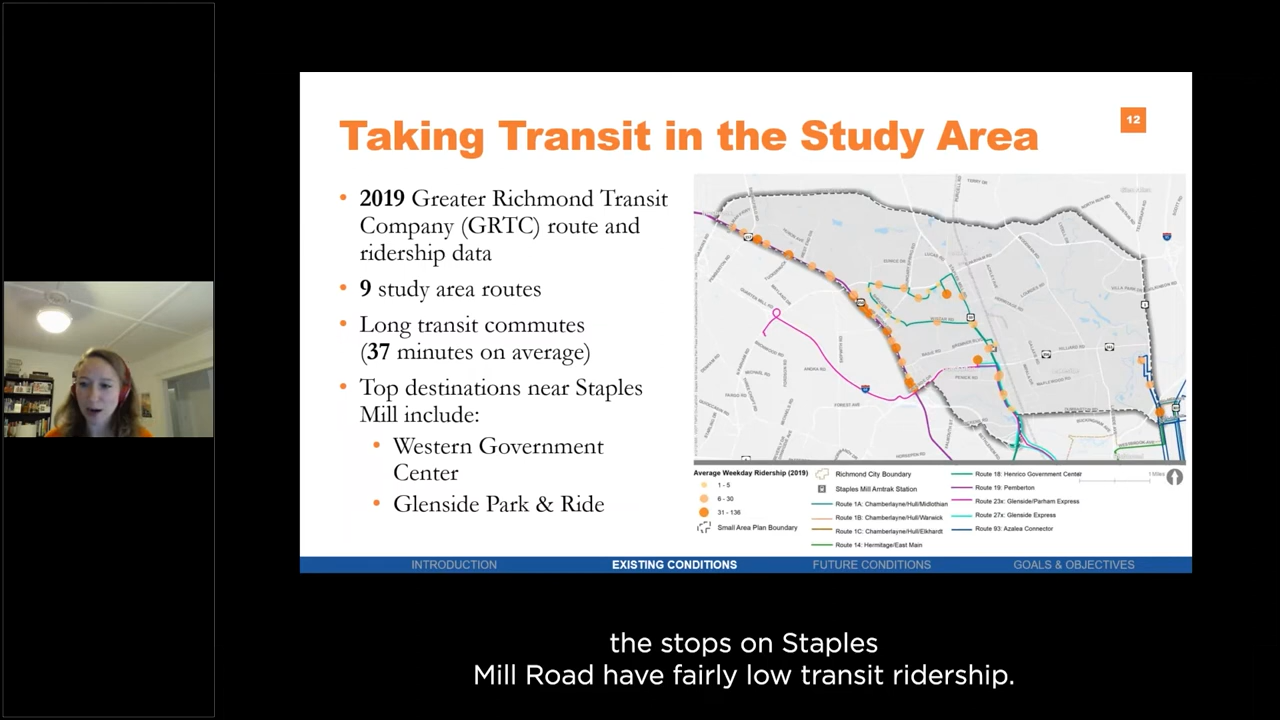 Taking Transit in the Study Area
12
• 2019 Greater Richmond Transit
Company (GRTC) route and
ridership data
• 9 study area routes
• Long transit commutes
(37 minutes on average)
• Top destinations near Staples
Mill include:
• Western Government
Center
• Glenside Park & Ride
Average Weekday Ridership (2019)
1 - 5
6 - 30
31 - 136
Small Area Plan Boundary
Richmond City Boundary
Staples Mill Amtrak Station
Route 1A: Chamberlayne/Hull/Midlothian
Route 1B: Chamberlayne/Hull/Warwick
Route 1C: Chamberlayne/Hull/Elkhardt
Route 14: Hermitage/East Main
Route 18: Henrico Government Center
Route 19: Pemberton
Route 23x: Glenside/Parham Express
Route 27x: Glenside Express
Route 93: Azalea Connector
1 Miles
INTRODUCTION
EXISTING CONDITIONS
FUTURE CONDITIONS
GOALS & OBJECTIVES
the stops on Staples
Mill Road have fairly low transit ridership.